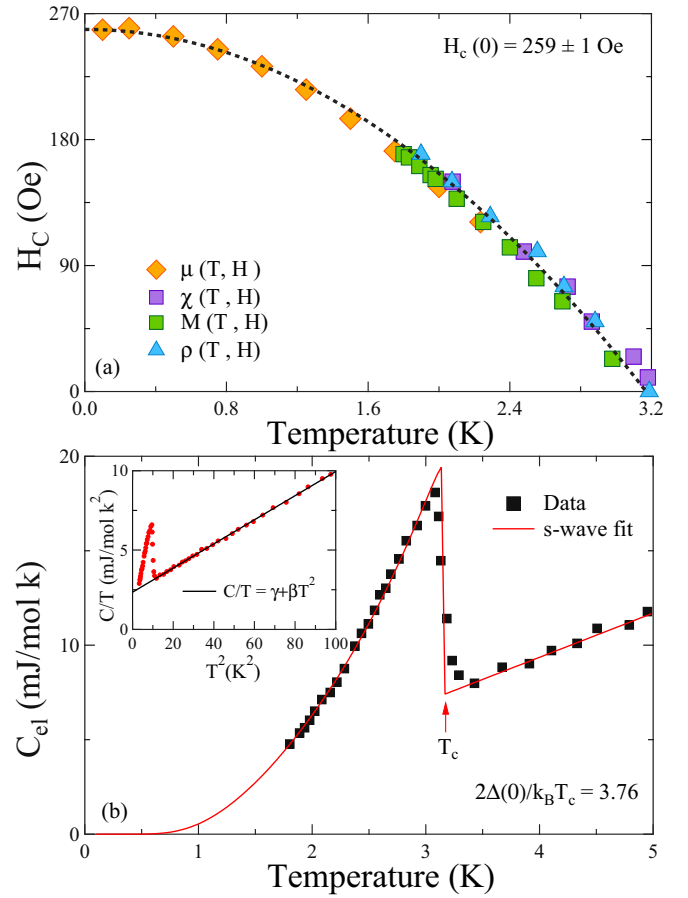 270
180
90
0
H_C (Oe)
H_c (0) = 259 ± 1 Oe
μ (T, H )
χ (T , H)
M (T , H)
ρ (T , H)
(a)
0.0 0.8 1.6 2.4 3.2
Temperature (K)
20
10
0
C_el (mJ/mol k)
10
5
0
C/T (mJ/mol k²)
C/T = γ+βT²
0 20 40 60 80 100
T²(K²)
Data
s-wave fit
T_c
(b)
2Δ(0)/k_BT_c = 3.76
0 1 2 3 4 5
Temperature (K)